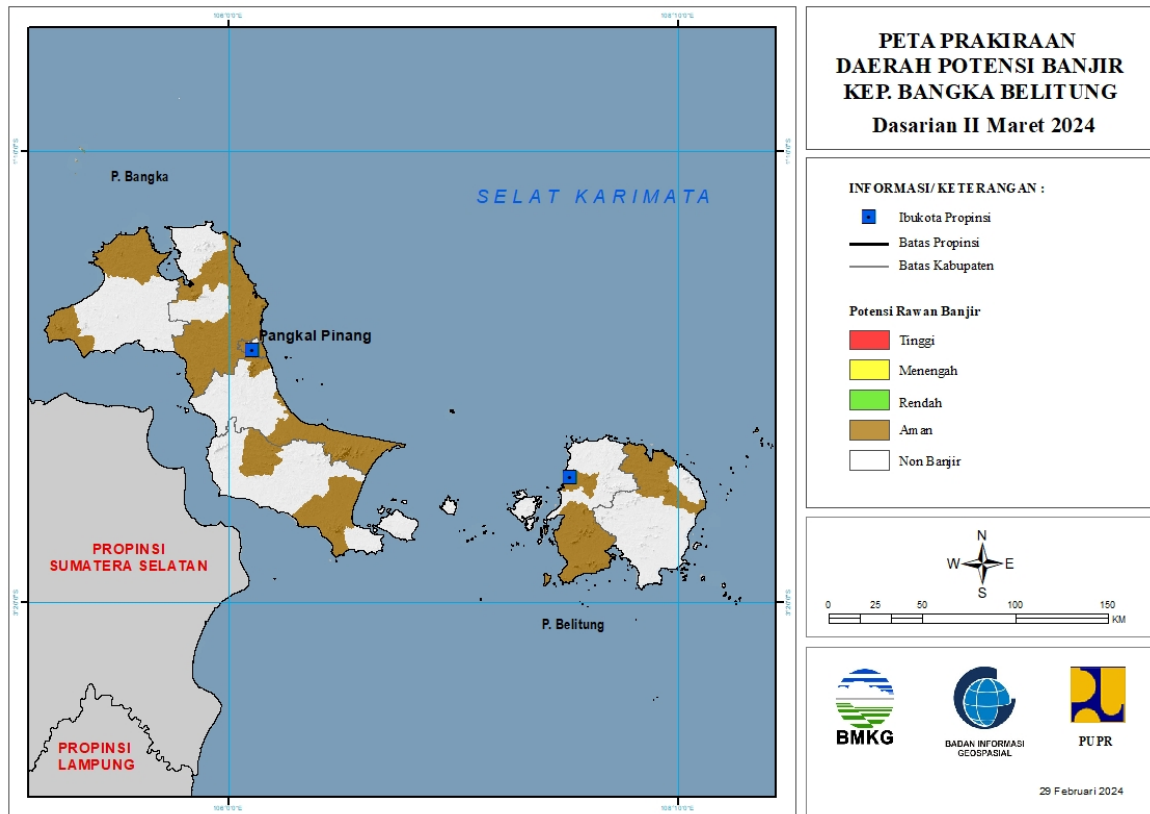 PETA PRAKIRAAN
DAERAH POTENSI BANJIR
KEP. BANGKA BELITUNG
Dasarian II Maret 2024
INFORMASI/KETERANGAN :
Ibukota Propinsi
Batas Propinsi
Batas Kabupaten
Potensi Rawan Banjir
Tinggi
Menengah
Rendah
Aman
Non Banjir
N
W E
S
0 25 50 100 150
KM
BMKG
BADAN INFORMASI
GEOSPASIAL
PUPR
29 Februari 2024
P. Bangka
SELAT KARIMATA
Pangkal Pinang
PROPINSI
SUMATERA SELATAN
P. Belitung
PROPINSI
LAMPUNG